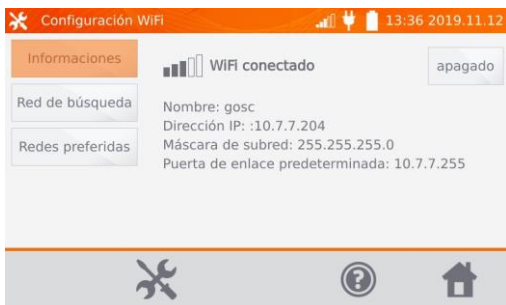 Configuración WiFi
13:36 2019.11.12
Informaciones
WiFi conectado
apagado
Red de búsqueda
Redes preferidas
Nombre: gosc
Dirección IP: :10.7.7.204
Máscara de subred: 255.255.255.0
Puerta de enlace predeterminada: 10.7.7.255
?